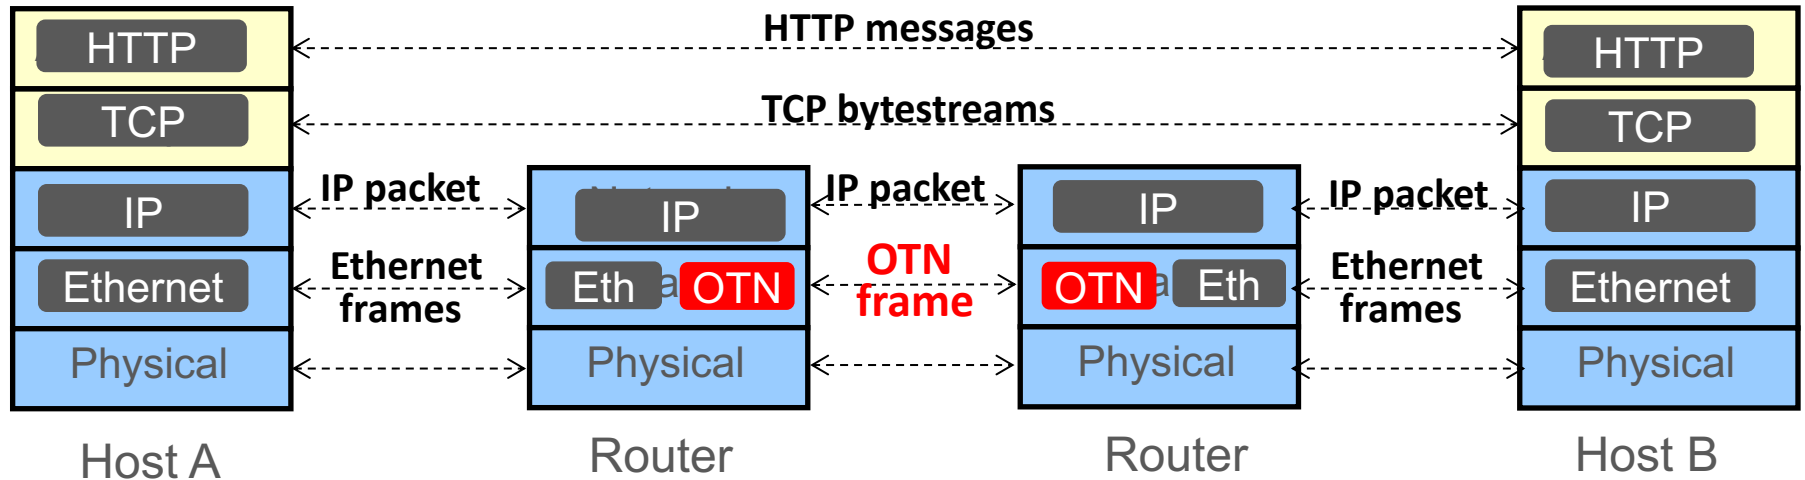 HTTP
HTTP messages
HTTP
TCP
TCP bytestreams
TCP
IP
IP packet
IP
IP packet
IP
IP packet
IP
Ethernet
Ethernet
frames
Eth
OTN
OTN
frame
OTN
Eth
Ethernet
frames
Ethernet
Physical
Physical
Physical
Physical
Host A
Router
Router
Host B